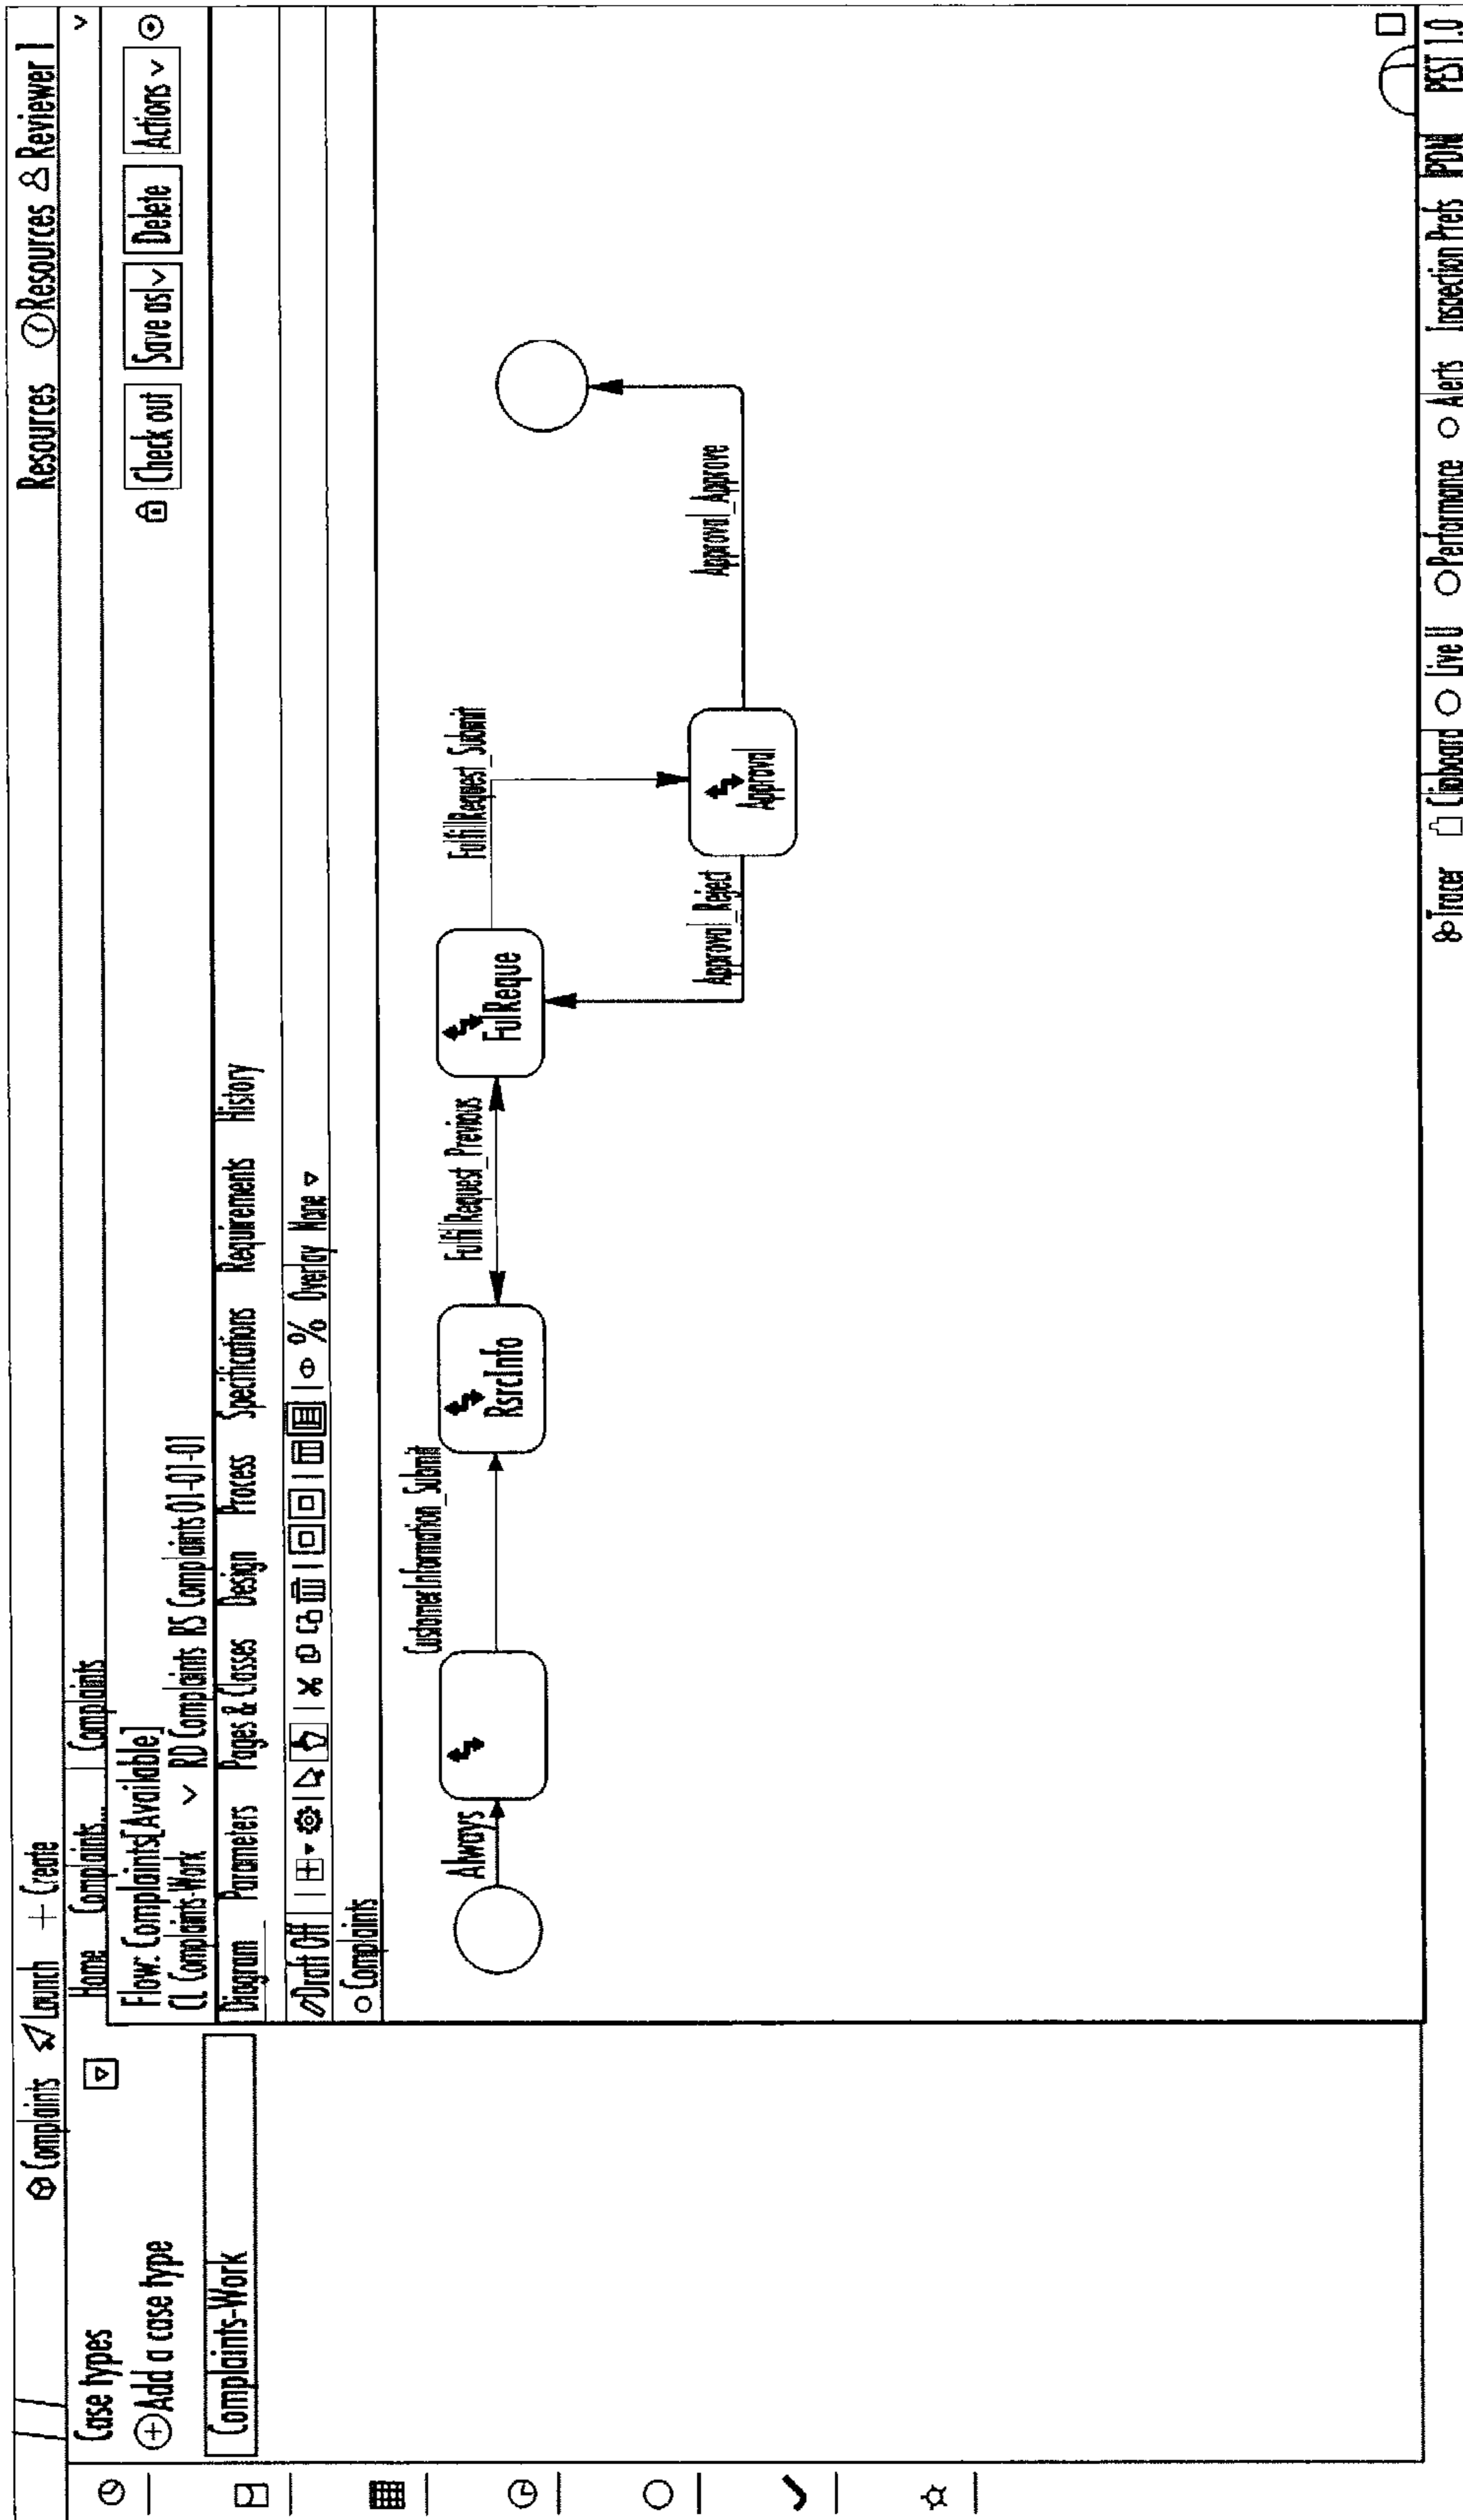 Complaints Launch + Create Resources Resources Reviewer 1
Case types
Add a case type
Complaints-Work
Home Complaints... Complaints
Flow: Complaints[Available]
CL Complaints-Work RD Complaints RS Complaints 01-01-01
Check out Save as Delete Actions
Diagram Parameters Pages & Classes Design Process Specifications Requirements History
Draft Off % Overlay None
Complaints
Always
CustomerInformation_Submit
RsrcInfo
FulfillRequest_Previous
FulReque
FulfillRequest_Submit
Approval_Reject
Approval
Approval_Approve
Tracer Clipboard Live U Performance Alerts Inspection Prefs PDN PEST 1.0